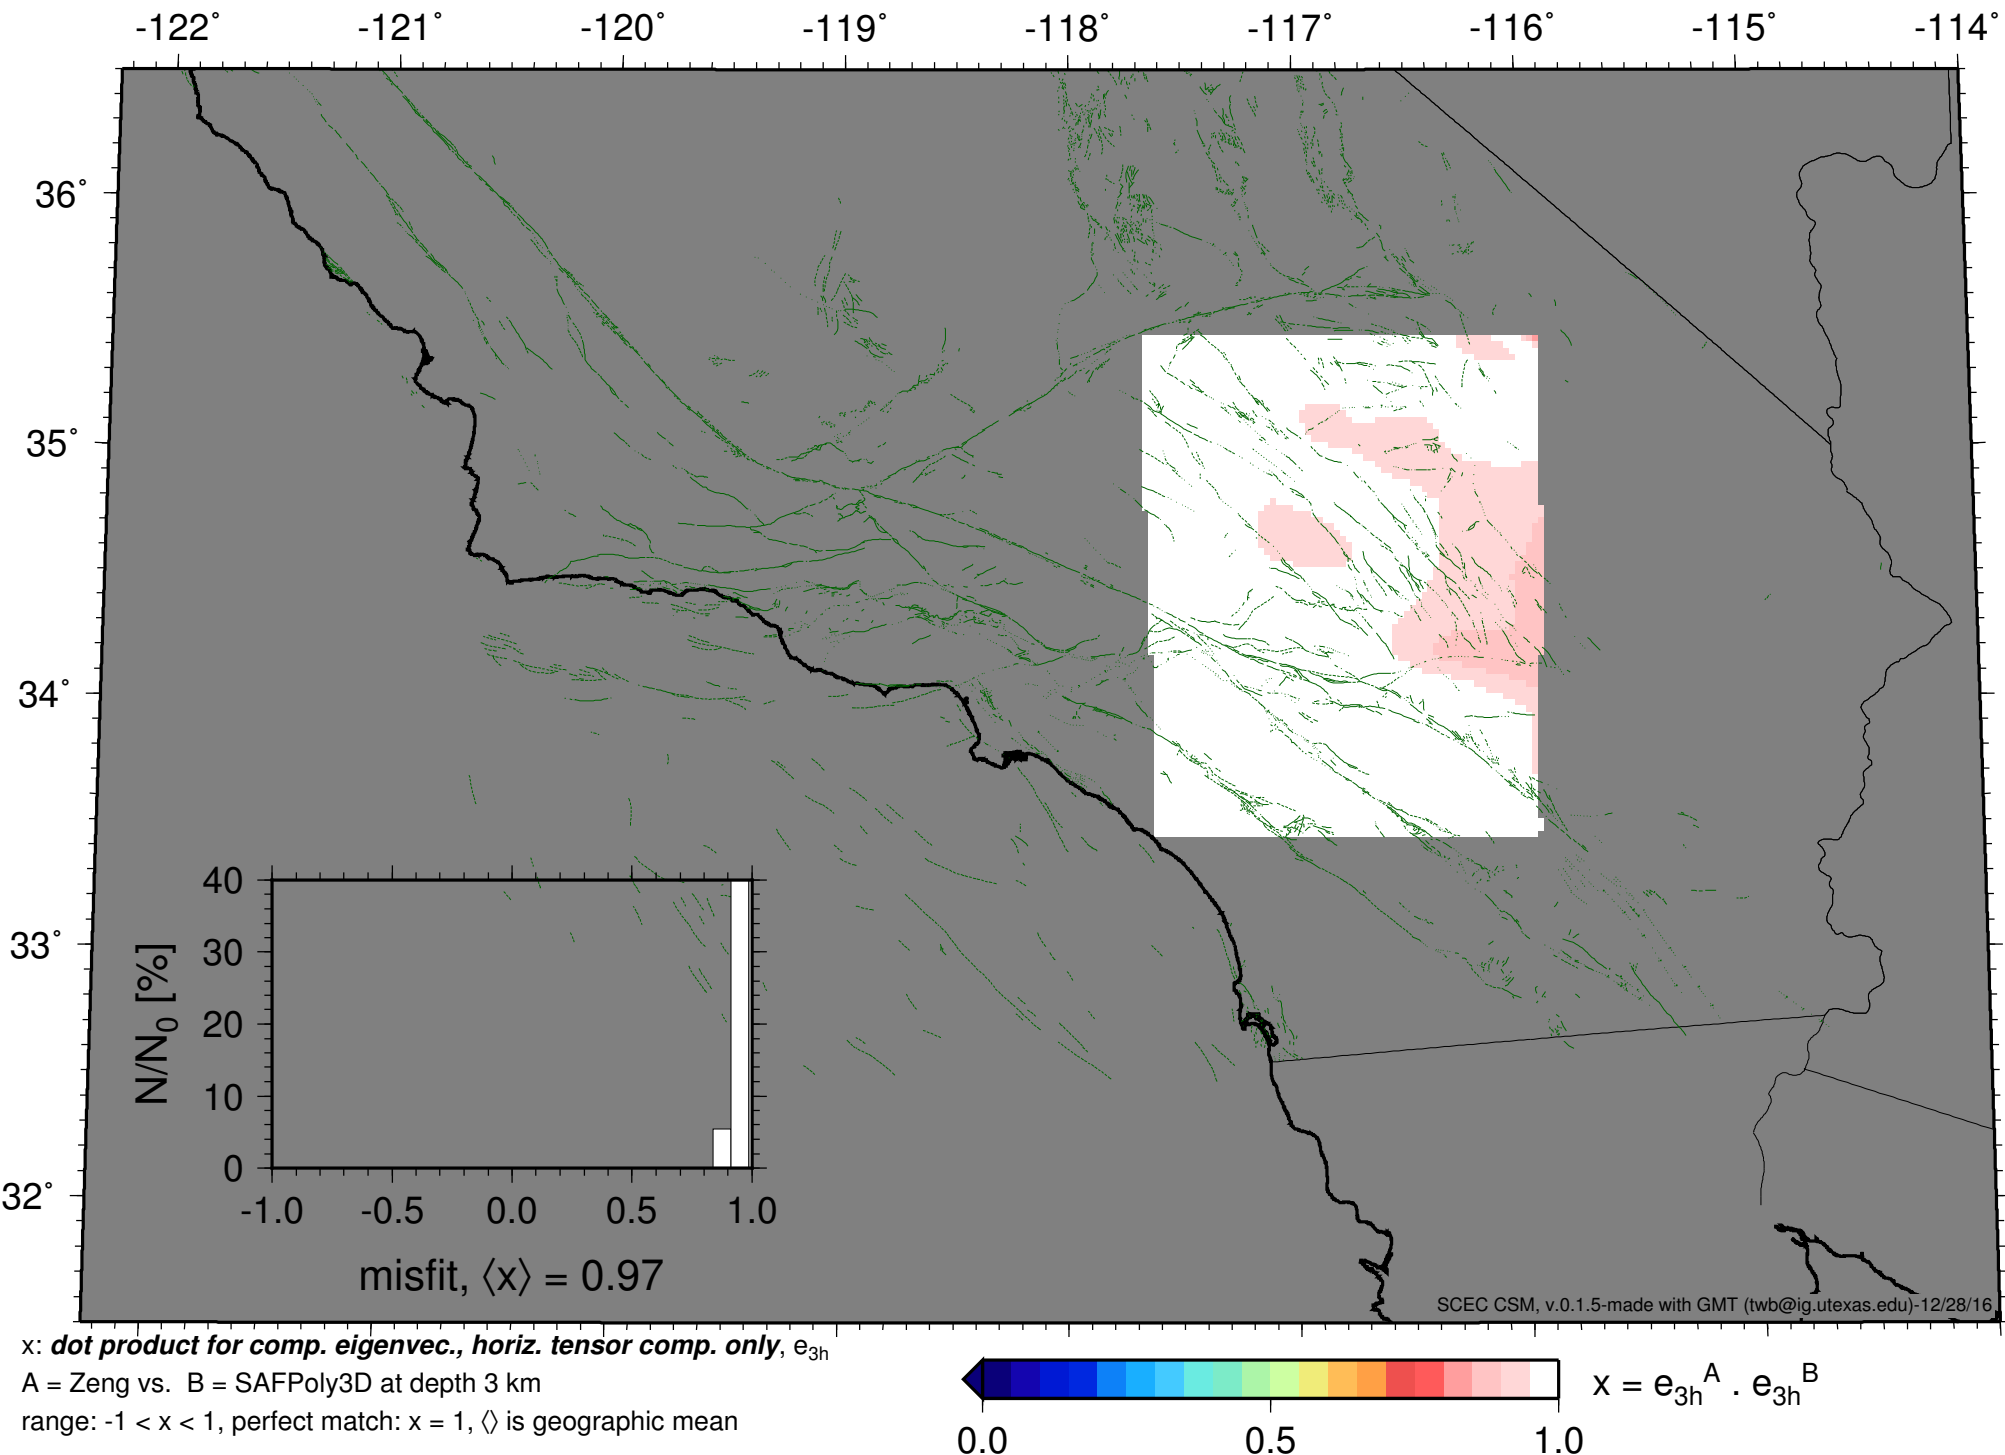 -122˚ -121˚ -120˚ -119˚ -118˚ -117˚ -116˚ -115˚ -114˚
36˚
35˚
34˚
33˚
32˚
40
30
20
10
0
N/N0 [%]
-1.0 -0.5 0.0 0.5 1.0
misfit, ⟨x⟩ = 0.97
SCEC CSM, v.0.1.5-made with GMT (twb@ig.utexas.edu)-12/28/16
x: dot product for comp. eigenvec., horiz. tensor comp. only, e3h
A = Zeng vs. B = SAFPoly3D at depth 3 km
range: -1 < x < 1, perfect match: x = 1, ⟨⟩ is geographic mean
x = e3h^A . e3h^B
0.0 0.5 1.0